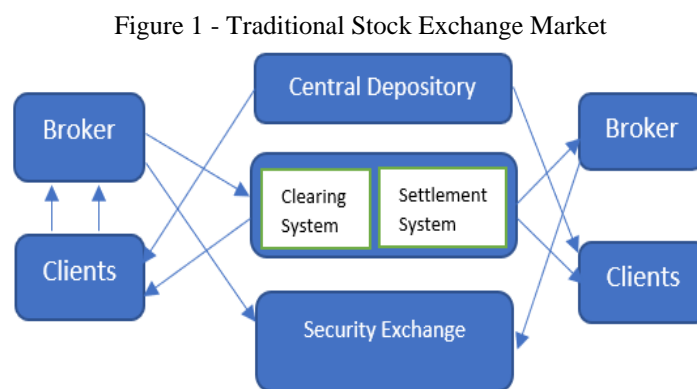 Figure 1 - Traditional Stock Exchange Market
Central Depository
Broker
Broker
Clearing
System
Settlement
System
Clients
Clients
Security Exchange